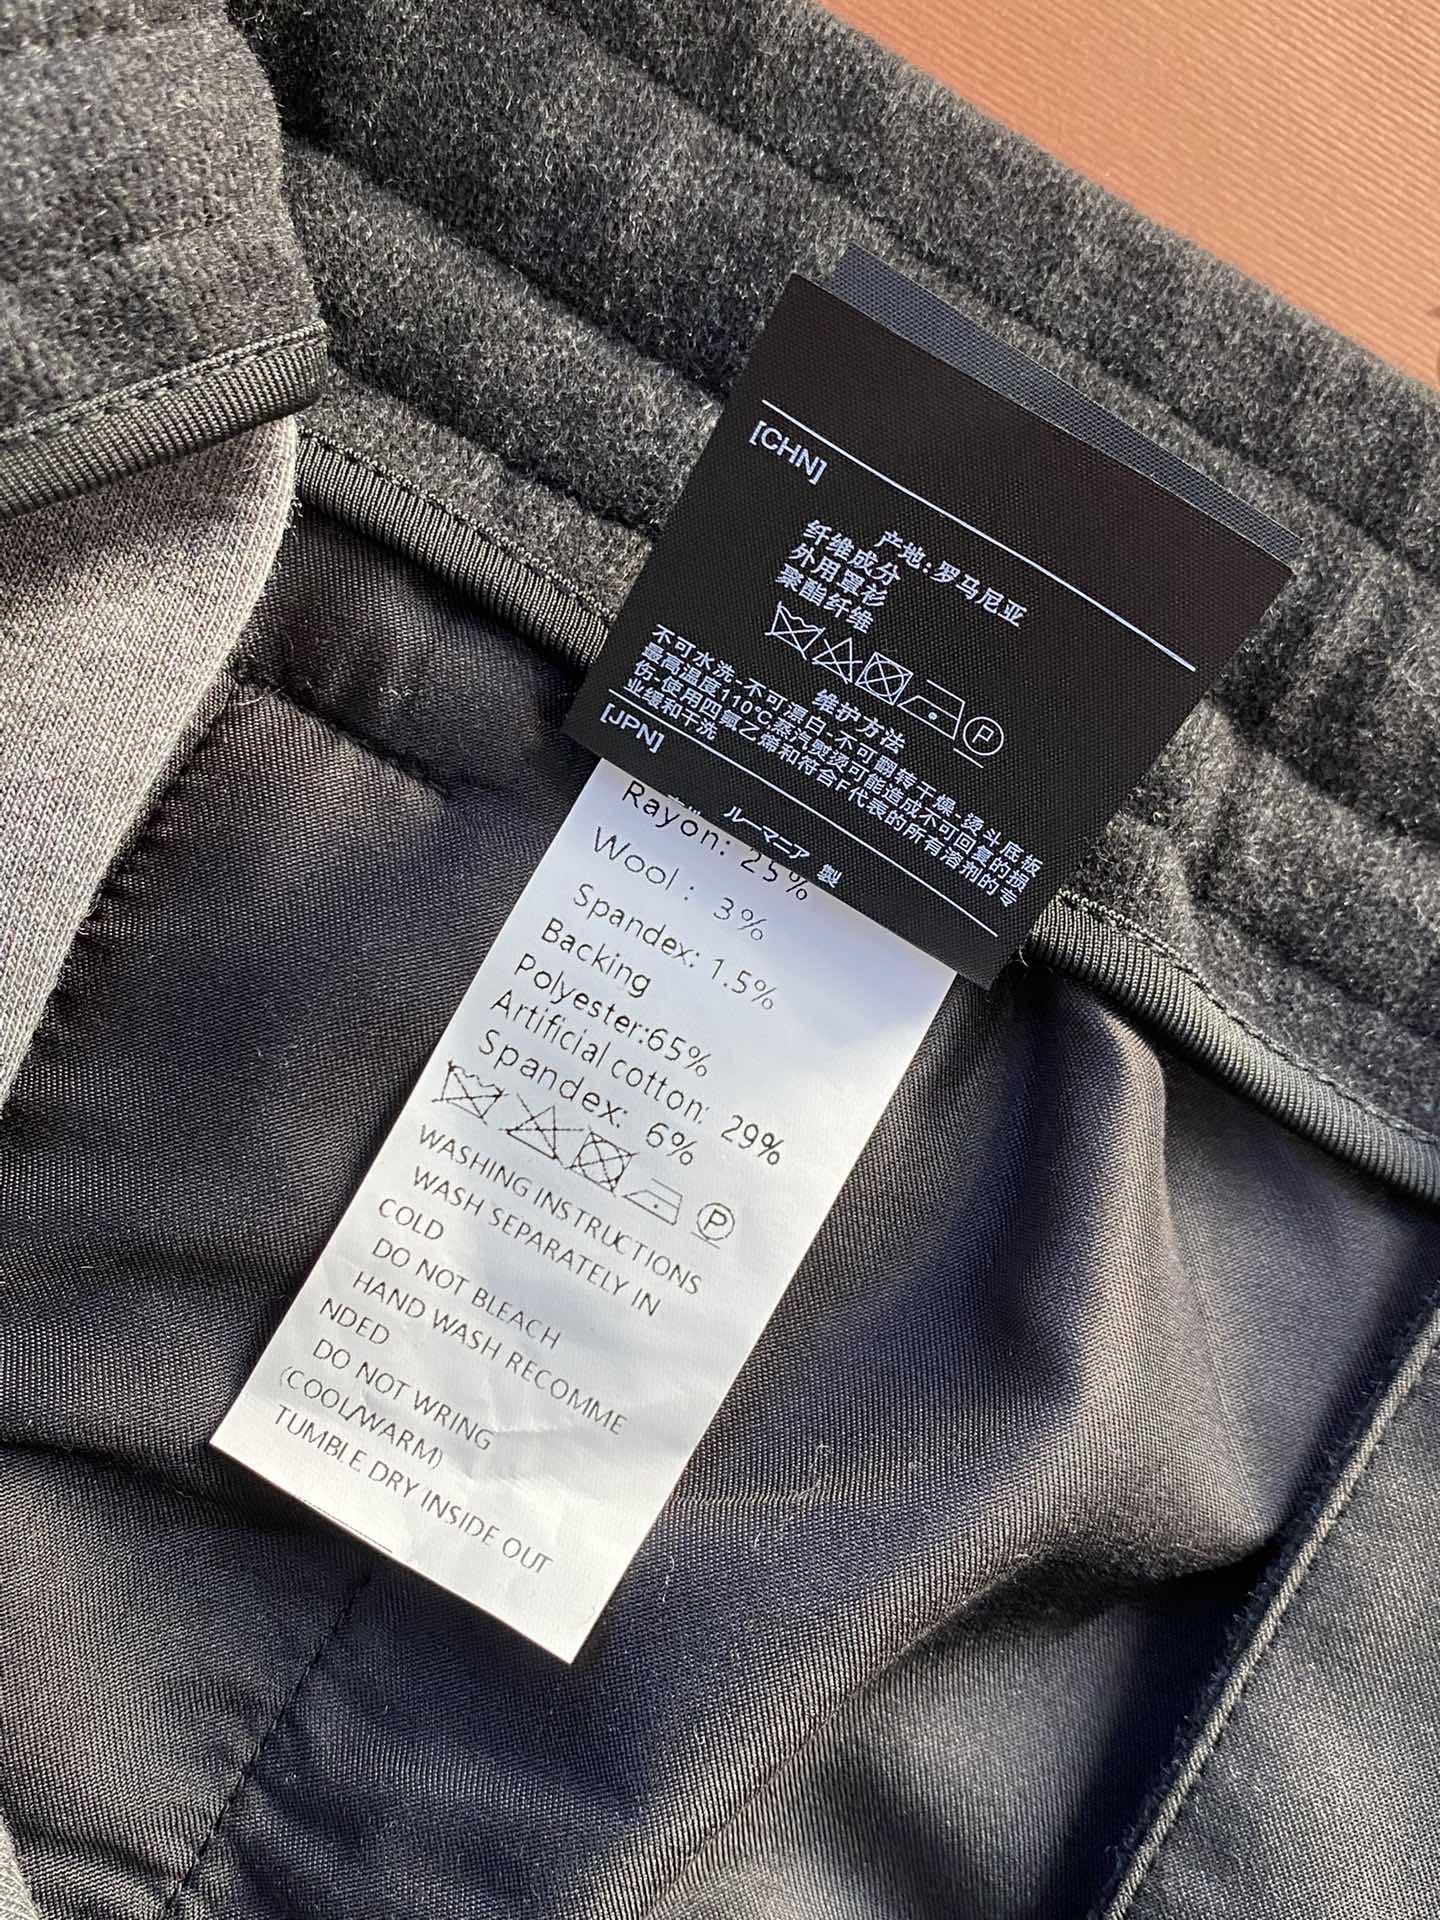 [CHN]
产地:罗马尼亚
纤维成分
外用罩衫
聚酯纤维
P
维护方法
不可水洗-不可漂白-不可翻转干燥-烫斗底板
最高温度110℃蒸汽熨烫可能造成不可回复的损
伤-使用四氟乙烯和符合F代表的所有溶剂的专
业缓和干洗
[JPN]
ルーマニア 製
Rayon: 25%
Wool: 3%
Spandex: 1.5%
Backing
Polyester:65%
Artificial cotton: 29%
Spandex: 6%
P
WASHING INSTRUCTIONS
WASH SEPARATELY IN
COLD
DO NOT BLEACH
HAND WASH RECOMME
NDED
DO NOT WRING
(COOL/WARM)
TUMBLE DRY INSIDE OUT